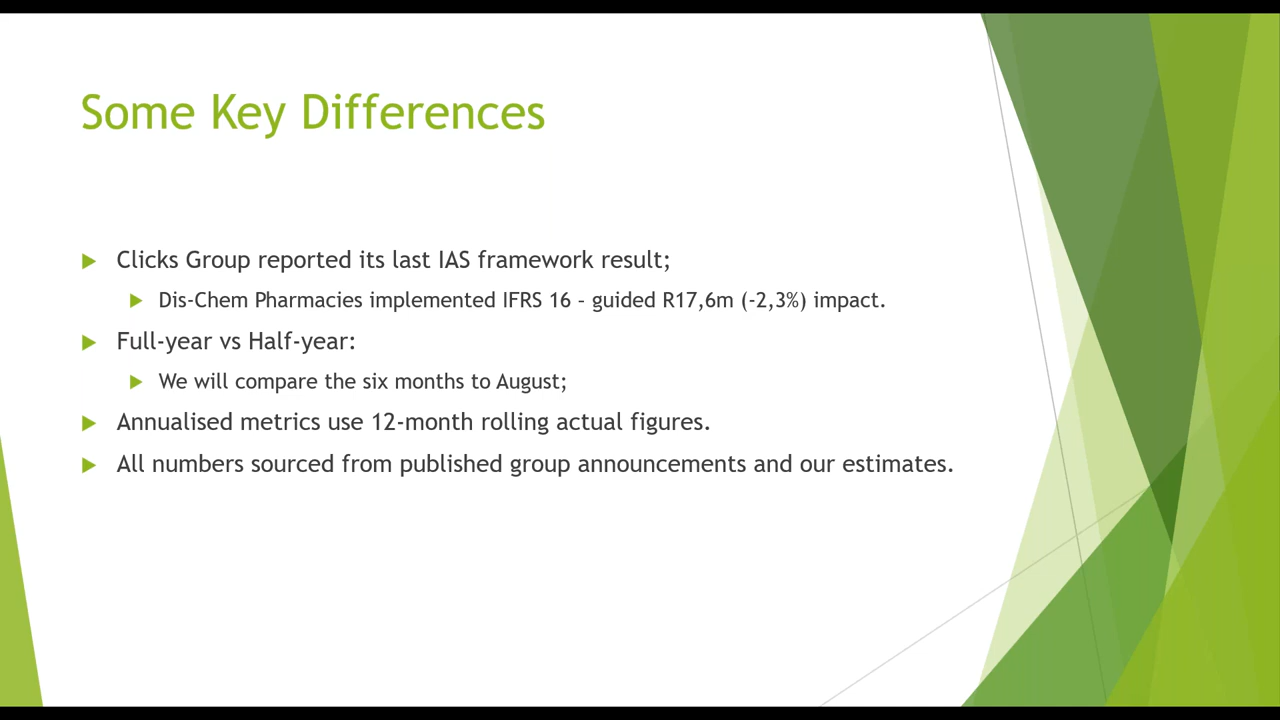 Some Key Differences
Clicks Group reported its last IAS framework result;
Dis-Chem Pharmacies implemented IFRS 16 – guided R17,6m (-2,3%) impact.
Full-year vs Half-year:
We will compare the six months to August;
Annualised metrics use 12-month rolling actual figures.
All numbers sourced from published group announcements and our estimates.